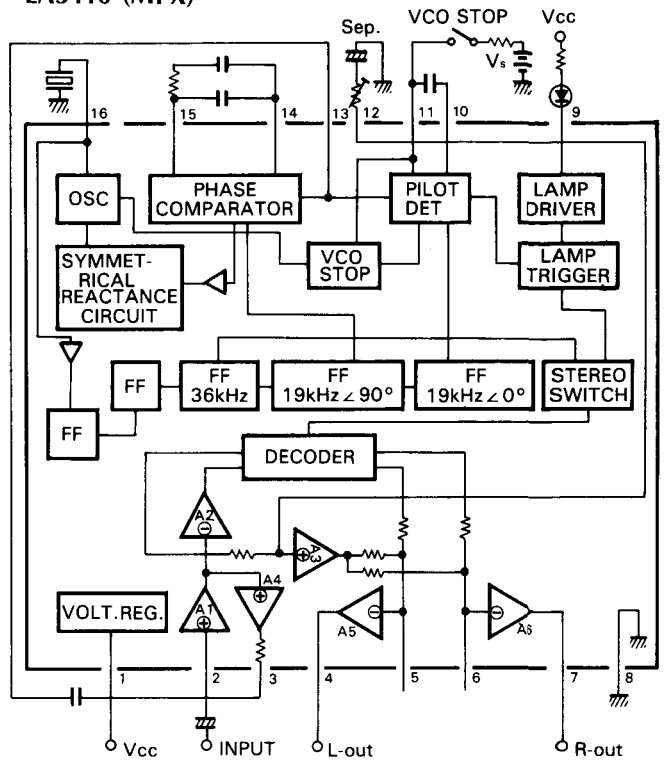 LA3410 (MPX)
VCO STOP
Vcc
Sep.
Vs
16
15
14
13
12
11
10
9
OSC
PHASE
COMPARATOR
PILOT
DET
LAMP
DRIVER
SYMMET-
RICAL
REACTANCE
CIRCUIT
VCO
STOP
LAMP
TRIGGER
FF
FF
FF
36kHz
FF
19kHz∠90°
FF
19kHz∠0°
STEREO
SWITCH
DECODER
A2
A3
A4
VOLT.REG.
A1
A5
A6
1
2
3
4
5
6
7
8
Vcc
INPUT
L-out
R-out